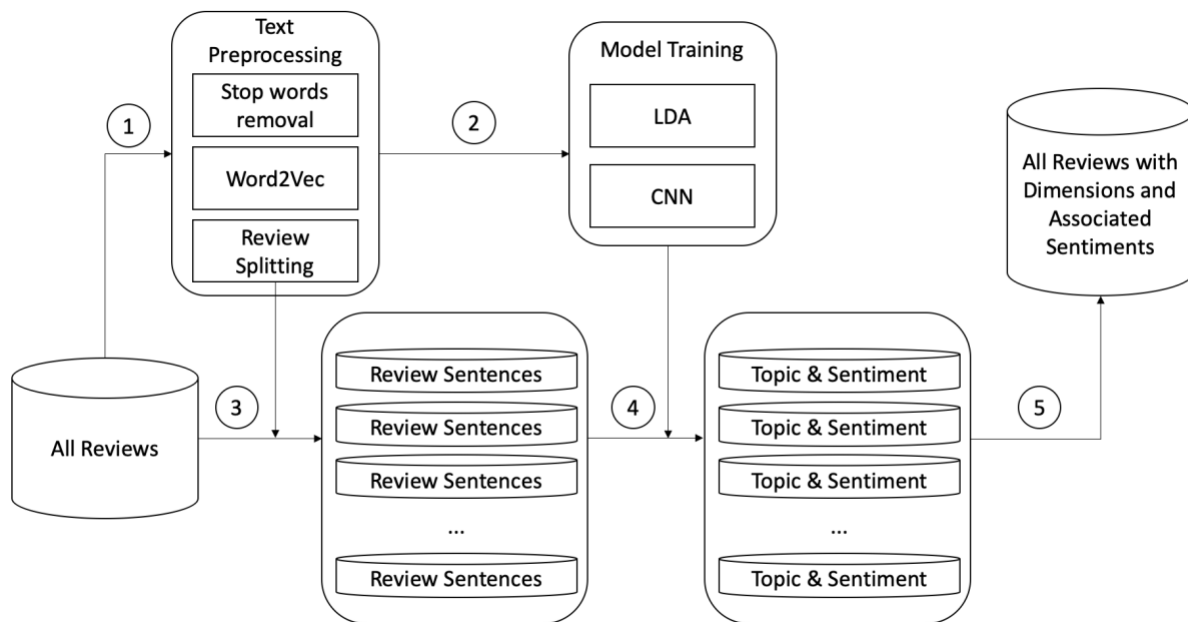 Text
Preprocessing
Stop words
removal
Word2Vec
Review
Splitting
1
2
Model Training
LDA
CNN
All Reviews with
Dimensions and
Associated
Sentiments
All Reviews
3
Review Sentences
Review Sentences
Review Sentences
...
Review Sentences
4
Topic & Sentiment
Topic & Sentiment
Topic & Sentiment
...
Topic & Sentiment
5